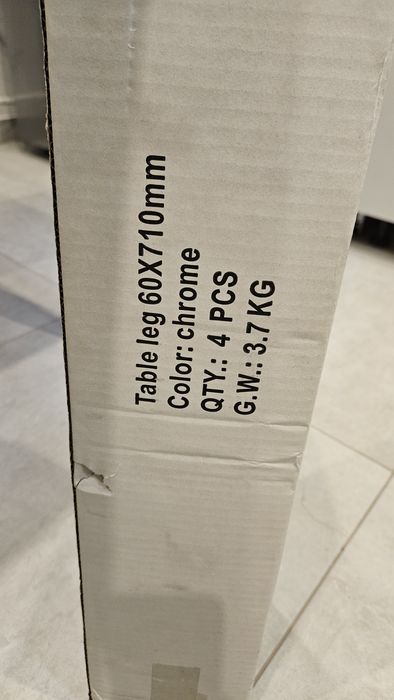 Table leg 60X710mm
Color: chrome
QTY.: 4 PCS
G.W.: 3.7 KG